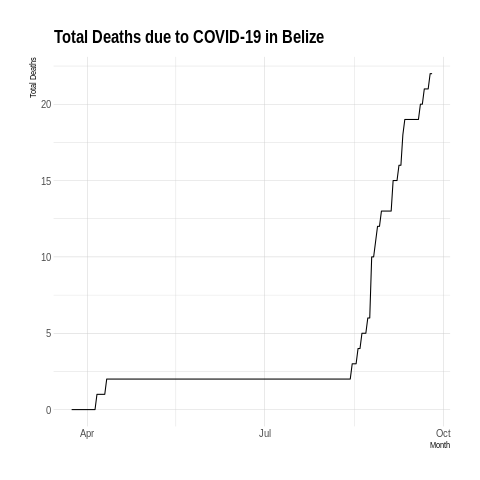 Total Deaths due to COVID-19 in Belize
Total Deaths
20
15
10
5
0
Apr
Jul
Oct
Month